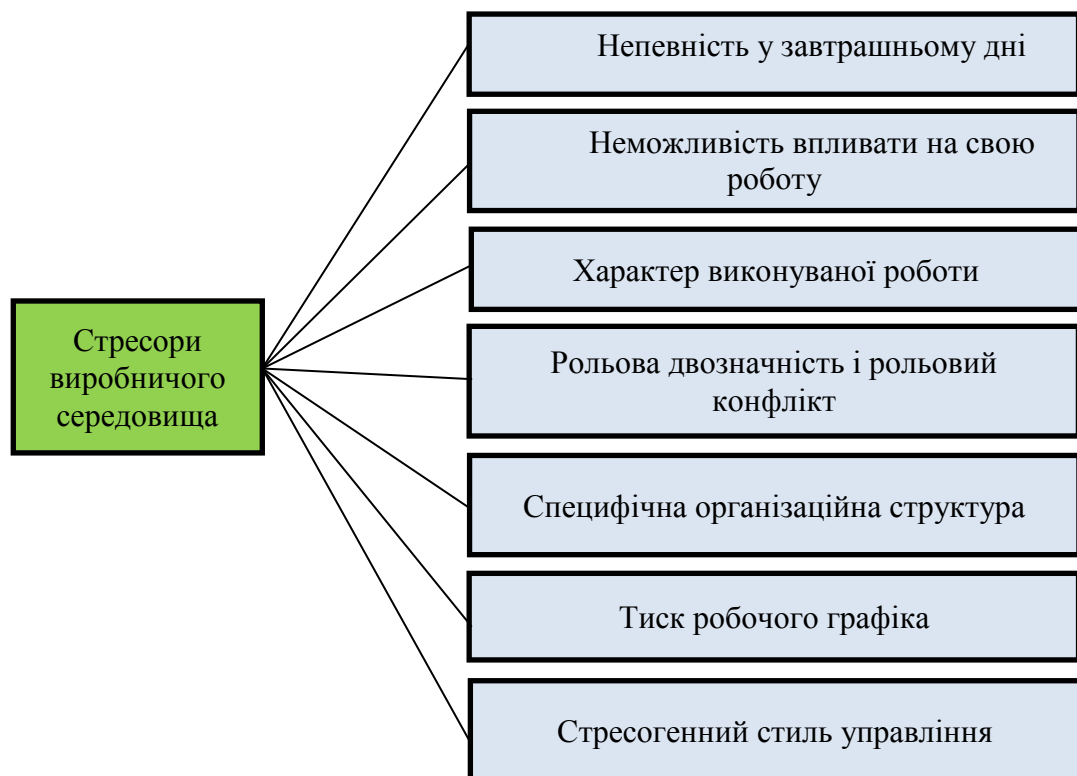 Непевність у завтрашньому дні
Неможливість впливати на свою
роботу
Характер виконуваної роботи
Стресори
виробничого
середовища
Рольова двозначність і рольовий
конфлікт
Специфічна організаційна структура
Тиск робочого графіка
Стресогенний стиль управління